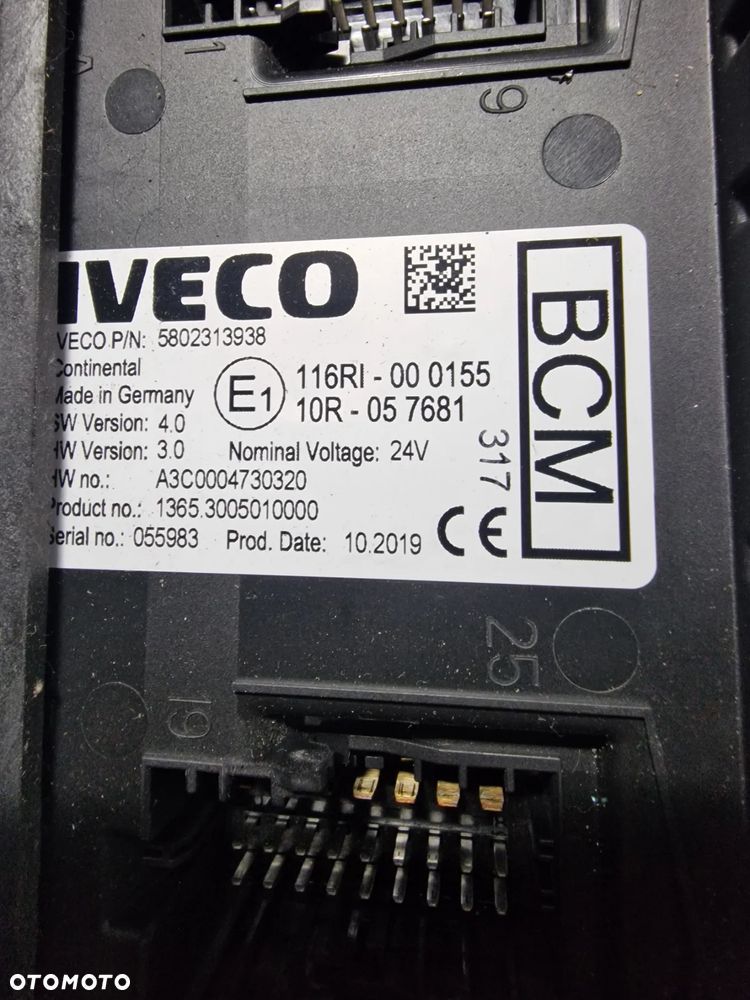 1
9
IVECO
VECO P/N: 5802313938
Continental
Made in Germany
SW Version: 4.0
HW Version: 3.0
HW no.: A3C0004730320
Product no.: 1365.3005010000
Serial no.: 055983 Prod. Date: 10.2019
E1
116RI - 00 0155
10R - 05 7681
Nominal Voltage: 24V
317
CE
BCM
25
19
OTOMOTO